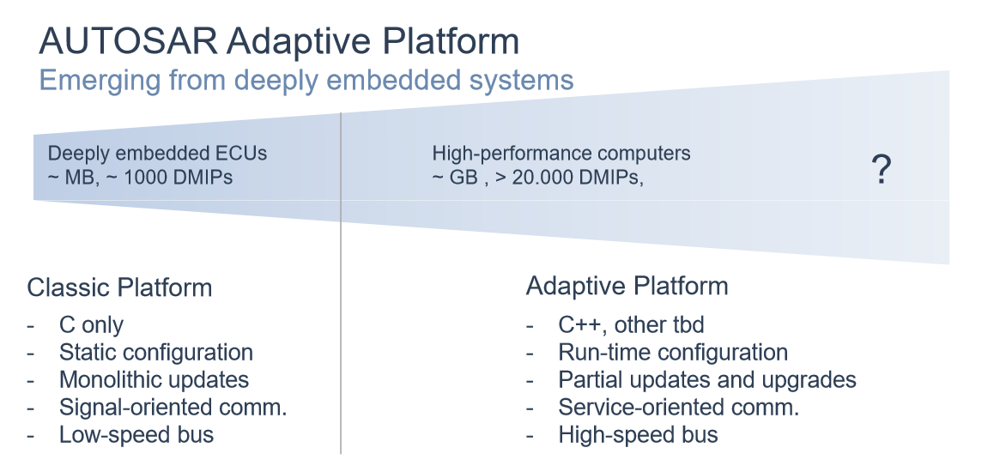 AUTOSAR Adaptive Platform
Emerging from deeply embedded systems
Deeply embedded ECUs
~ MB, ~ 1000 DMIPs
High-performance computers
~ GB , > 20.000 DMIPs,
?
Classic Platform
- C only
- Static configuration
- Monolithic updates
- Signal-oriented comm.
- Low-speed bus
Adaptive Platform
- C++, other tbd
- Run-time configuration
- Partial updates and upgrades
- Service-oriented comm.
- High-speed bus